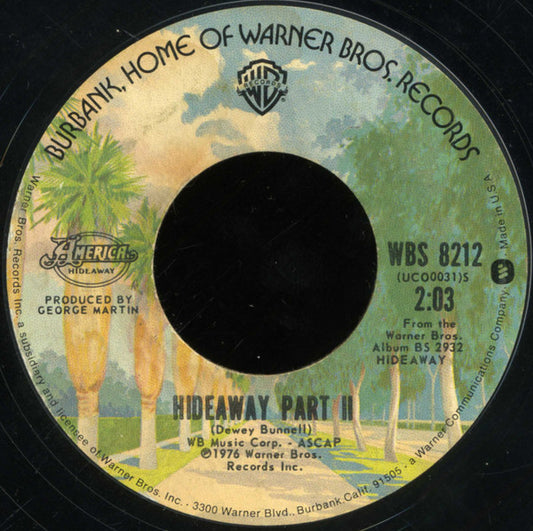 BURBANK, HOME OF WARNER BROS. RECORDS
WB
RECORDS
AMERICA
HIDEAWAY
PRODUCED BY
GEORGE MARTIN
WBS 8212
(UCO0031)S
2:03
From the
Warner Bros.
Album BS 2932
HIDEAWAY
HIDEAWAY PART II
(Dewey Bunnell)
WB Music Corp. - ASCAP
℗1976 Warner Bros.
Records Inc.
Warner Bros. Records Inc. a subsidiary and licensee of Warner Bros. Inc. · 3300 Warner Blvd., Burbank, Calif. 91505 · a Warner Communications Company. Made in U.S.A.